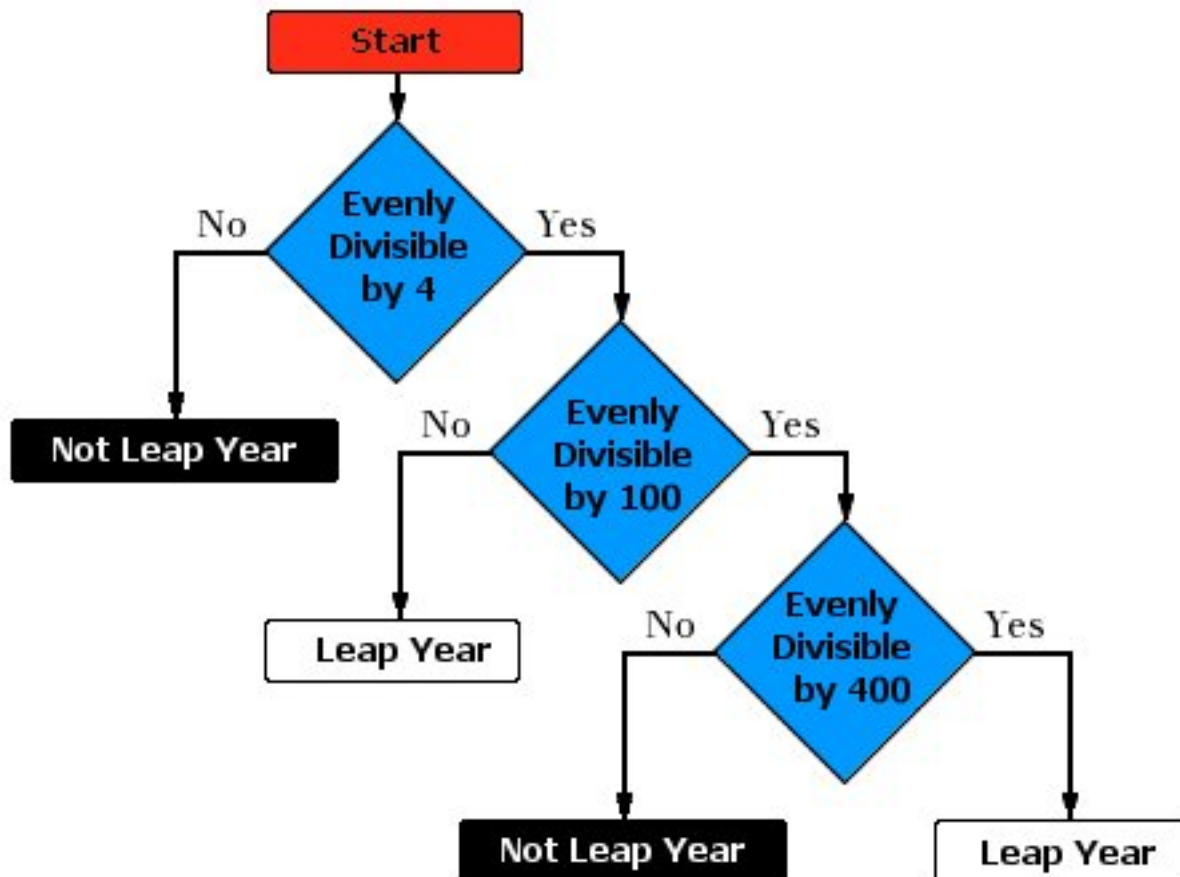 Start
Evenly
Divisible
by 4
No
Yes
Not Leap Year
Evenly
Divisible
by 100
No
Yes
Leap Year
Evenly
Divisible
by 400
No
Yes
Not Leap Year
Leap Year